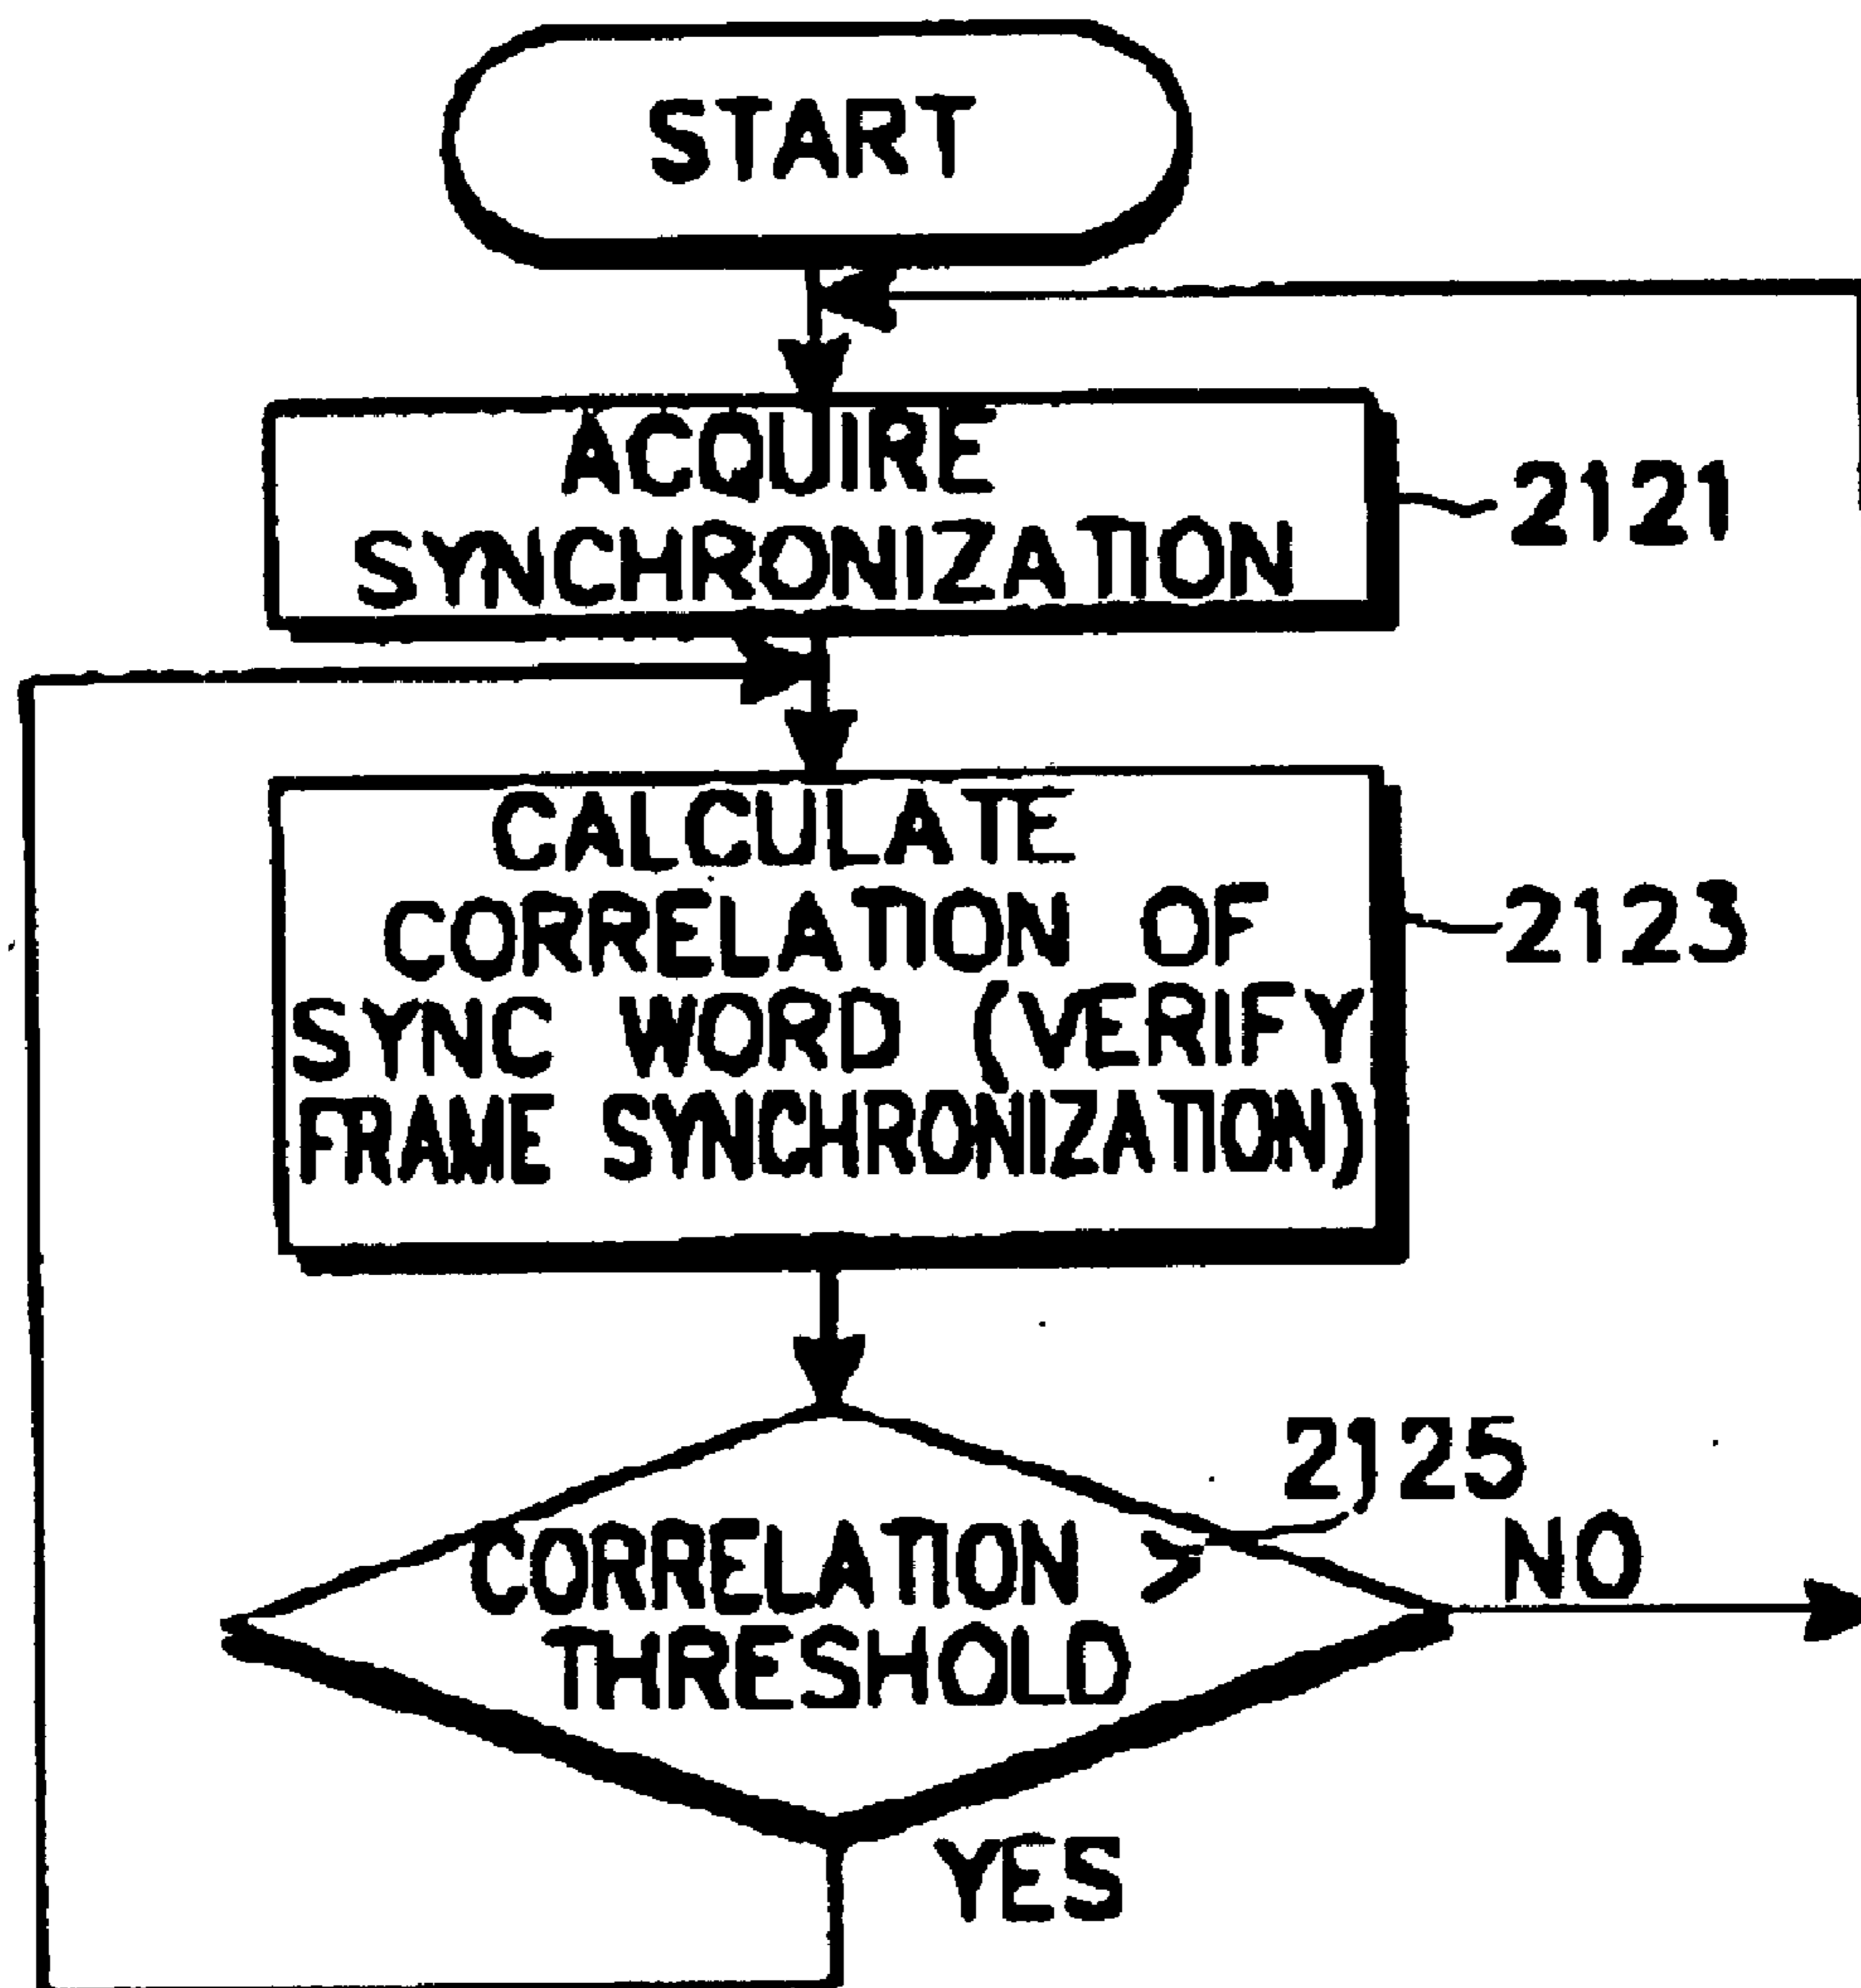 START
ACQUIRE
SYNCHRONIZATION
2121
CALCULATE
CORRELATION OF
SYNC WORD (VERIFY
FRAME SYNCHRONIZATION)
2123
2125
CORRELATION >
THRESHOLD
NO
YES